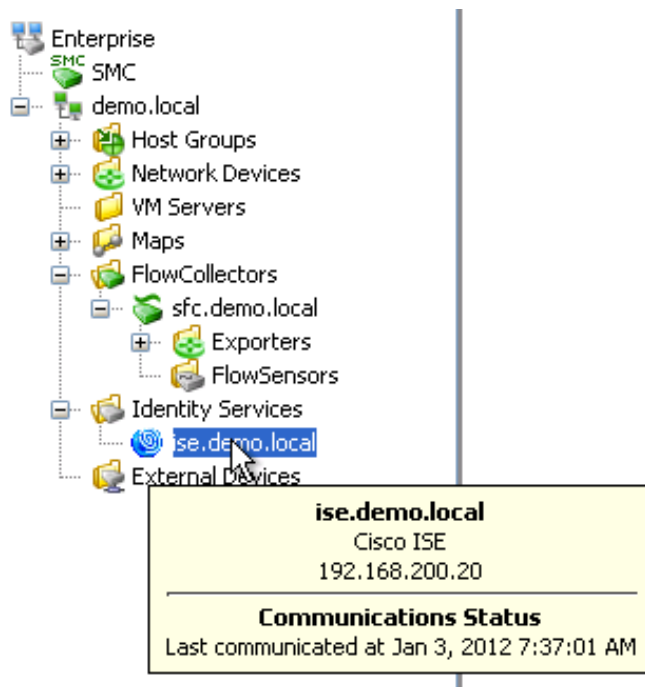 Enterprise
SMC
SMC
demo.local
Host Groups
Network Devices
VM Servers
Maps
FlowCollectors
sfc.demo.local
Exporters
FlowSensors
Identity Services
ise.demo.local
External Devices
ise.demo.local
Cisco ISE
192.168.200.20
Communications Status
Last communicated at Jan 3, 2012 7:37:01 AM